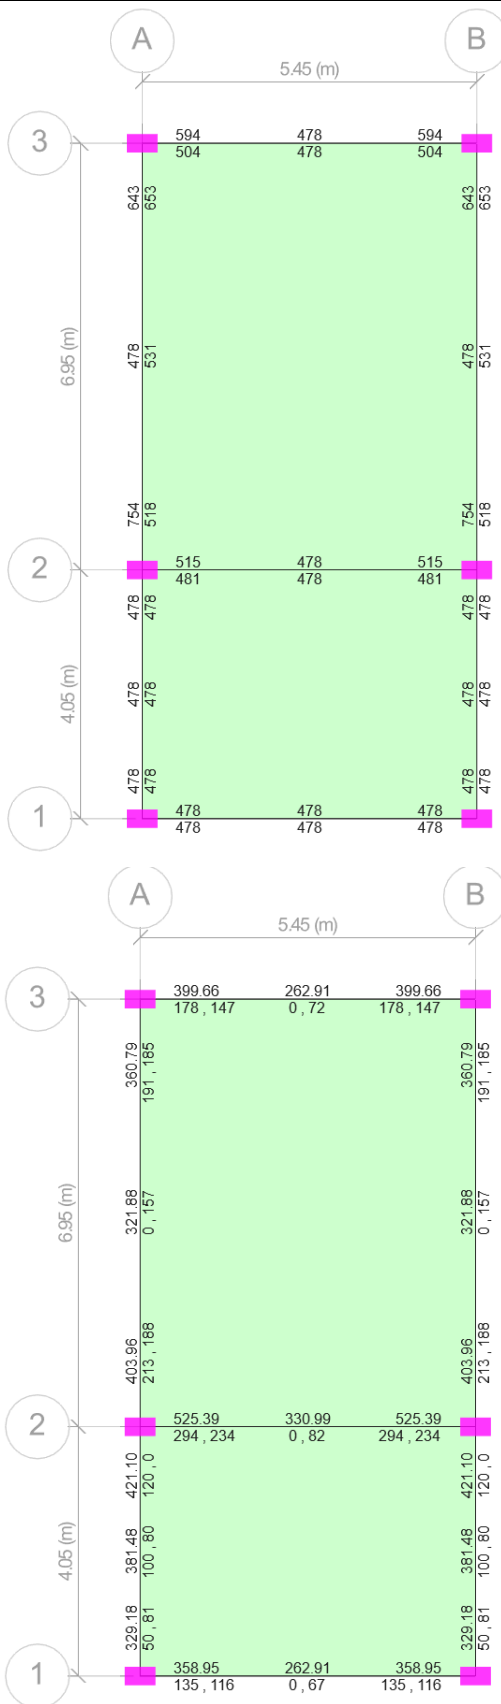 A B
5.45 (m)
3
594 478 594
504 478 504
643 643
653 653
6.95 (m)
478 478
531 531
754 754
518 518
2
515 478 515
481 478 481
478 478
478 478
4.05 (m)
478 478
478 478
478 478
478 478
1
478 478 478
478 478 478
A B
5.45 (m)
3
399.66 262.91 399.66
178 , 147 0 , 72 178 , 147
360.79 360.79
191 , 185 191 , 185
6.95 (m)
321.88 321.88
0 , 157 0 , 157
403.96 403.96
213 , 188 213 , 188
2
525.39 330.99 525.39
294 , 234 0 , 82 294 , 234
421.10 421.10
120 , 0 120 , 0
4.05 (m)
381.48 381.48
100 , 80 100 , 80
329.18 329.18
50 , 81 50 , 81
1
358.95 262.91 358.95
135 , 116 0 , 67 135 , 116